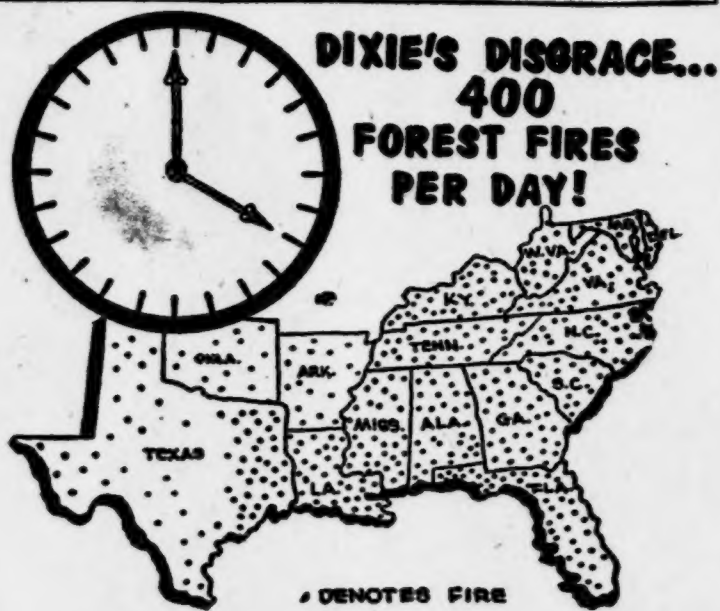 DIXIE'S DISGRACE...
400
FOREST FIRES
PER DAY!
W.VA.
MD.
DEL.
KY.
VA.
OKLA.
ARK.
TENN.
N.C.
S.C.
TEXAS
LA.
MISS.
ALA.
GA.
FLA.
DENOTES FIRE